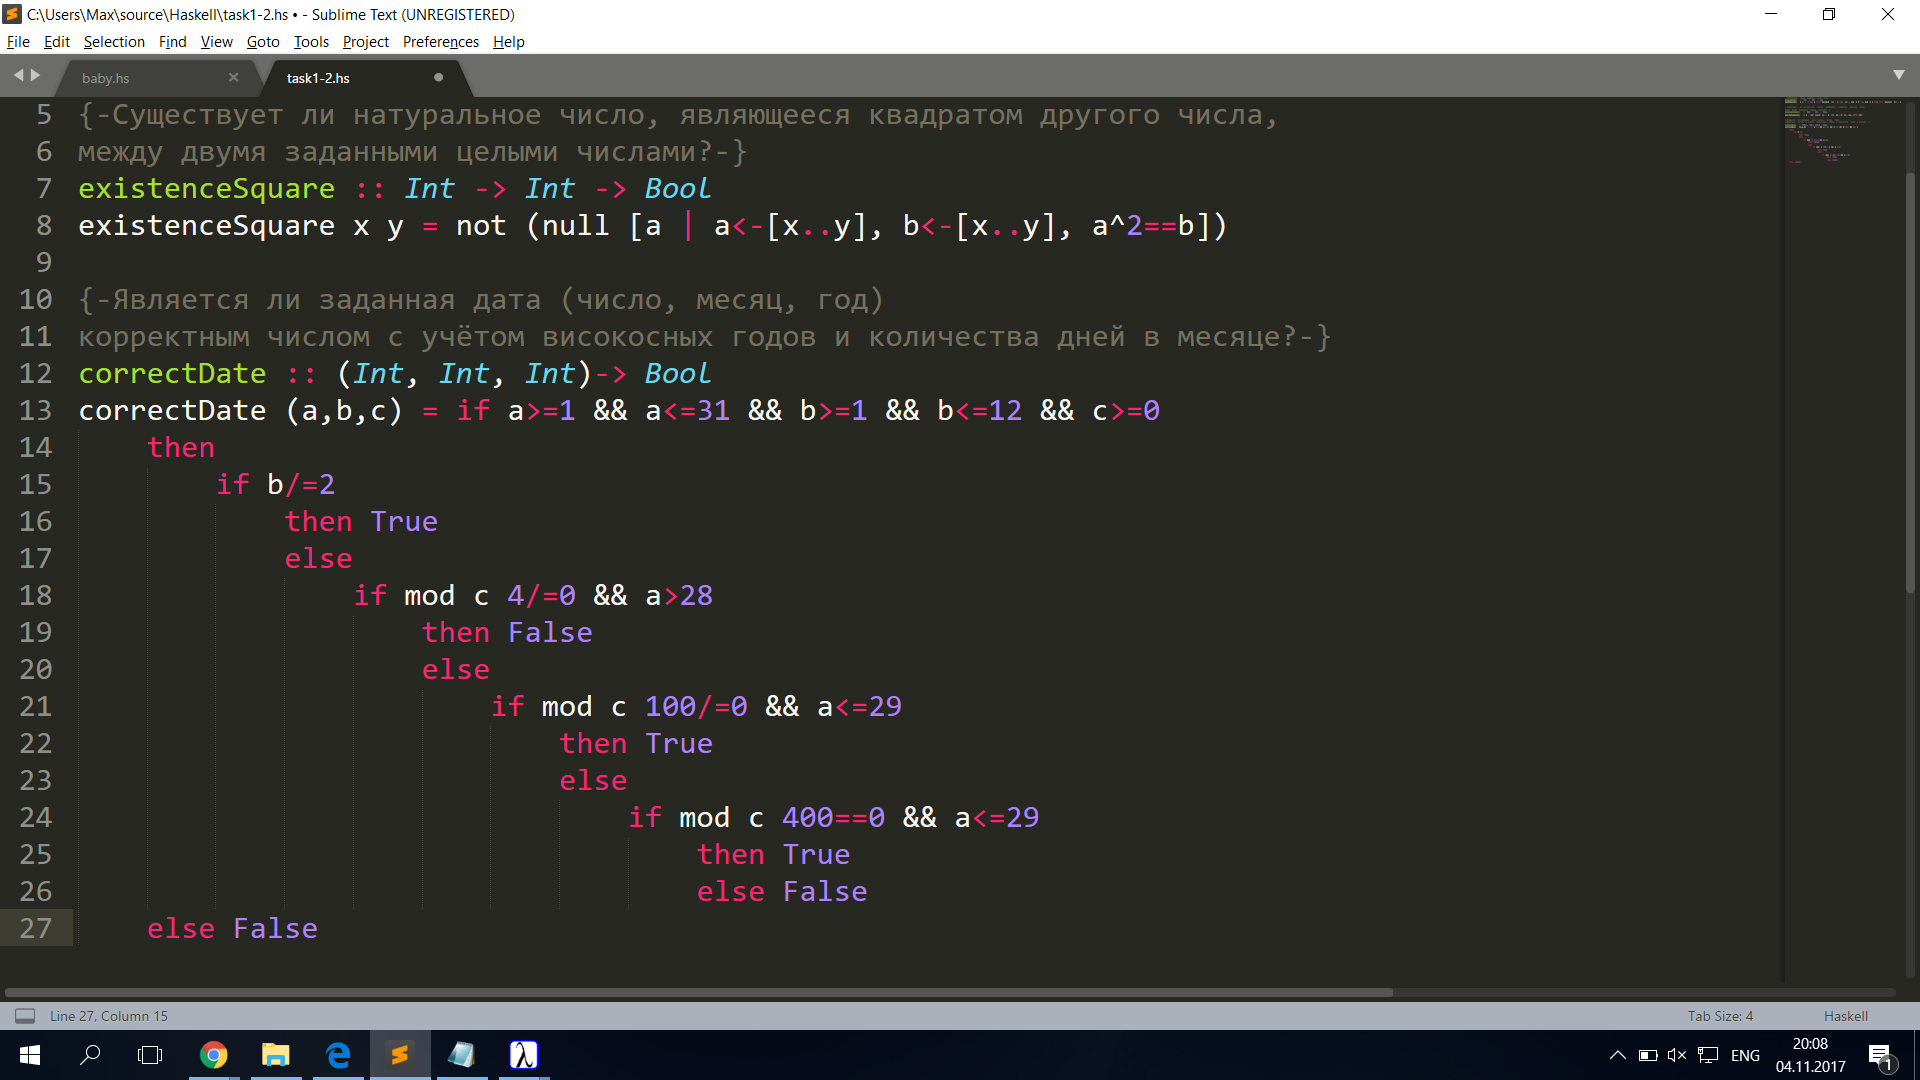 C:\Users\Max\source\Haskell\task1-2.hs • - Sublime Text (UNREGISTERED)
File Edit Selection Find View Goto Tools Project Preferences Help
baby.hs × task1-2.hs
5 {-Существует ли натуральное число, являющееся квадратом другого числа,
6 между двумя заданными целыми числами?-}
7 existenceSquare :: Int -> Int -> Bool
8 existenceSquare x y = not (null [a | a<-[x..y], b<-[x..y], a^2==b])
9
10 {-Является ли заданная дата (число, месяц, год)
11 корректным числом с учётом високосных годов и количества дней в месяце?-}
12 correctDate :: (Int, Int, Int)-> Bool
13 correctDate (a,b,c) = if a>=1 && a<=31 && b>=1 && b<=12 && c>=0
14 then
15 if b/=2
16 then True
17 else
18 if mod c 4/=0 && a>28
19 then False
20 else
21 if mod c 100/=0 && a<=29
22 then True
23 else
24 if mod c 400==0 && a<=29
25 then True
26 else False
27 else False
Line 27, Column 15 Tab Size: 4 Haskell
ENG 20:08
04.11.2017
1